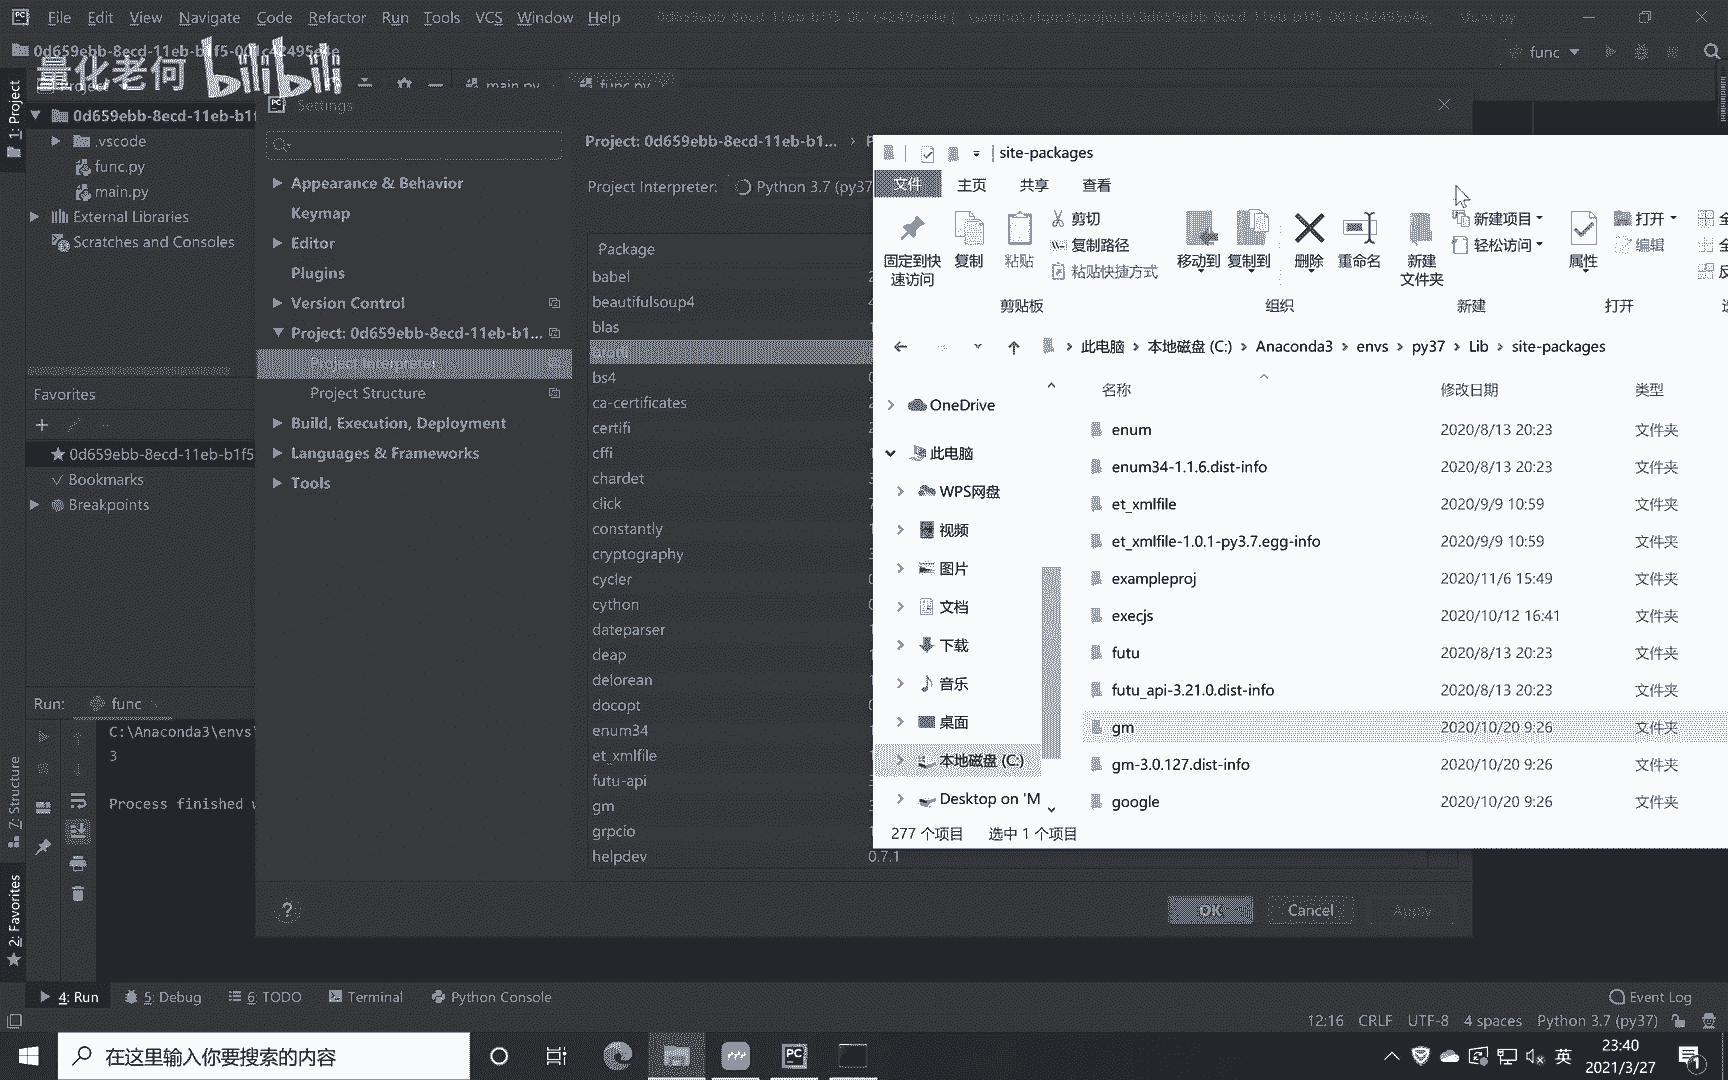 File Edit View Navigate Code Refactor Run Tools VCS Window Help
0d659ebb-8ecd-11eb-b1f5-001c42495e4e
func
量化老何 bilibili
main.py func.py
1: Project
0d659ebb-8ecd-11eb-b1f
.vscode
func.py
main.py
External Libraries
Scratches and Consoles
Favorites
0d659ebb-8ecd-11eb-b1f5
Bookmarks
Breakpoints
Settings
Appearance & Behavior
Keymap
Editor
Plugins
Version Control
Project: 0d659ebb-8ecd-11eb-b1...
Project Interpreter
Project Structure
Build, Execution, Deployment
Languages & Frameworks
Tools
Project: 0d659ebb-8ecd-11eb-b1... › P
Project Interpreter: Python 3.7 (py37
Package
babel
beautifulsoup4
blas
brotli
bs4
ca-certificates
certifi
cffi
chardet
click
constantly
cryptography
cycler
cython
dateparser
deap
delorean
docopt
enum34
et_xmlfile
futu-api
gm
grpcio
helpdev 0.7.1
? OK Cancel Apply
site-packages
文件 主页 共享 查看
固定到快速访问
复制
粘贴
剪切
复制路径
粘贴快捷方式
移动到 复制到 删除 重命名
新建文件夹
新建项目
轻松访问
属性
打开
编辑
剪贴板 组织 新建 打开
此电脑 › 本地磁盘 (C:) › Anaconda3 › envs › py37 › Lib › site-packages
OneDrive
此电脑
WPS网盘
视频
图片
文档
下载
音乐
桌面
本地磁盘 (C:)
Desktop on 'M
名称 修改日期 类型
enum 2020/8/13 20:23 文件夹
enum34-1.1.6.dist-info 2020/8/13 20:23 文件夹
et_xmlfile 2020/9/9 10:59 文件夹
et_xmlfile-1.0.1-py3.7.egg-info 2020/9/9 10:59 文件夹
exampleproj 2020/11/6 15:49 文件夹
execjs 2020/10/12 16:41 文件夹
futu 2020/8/13 20:23 文件夹
futu_api-3.21.0.dist-info 2020/8/13 20:23 文件夹
gm 2020/10/20 9:26 文件夹
gm-3.0.127.dist-info 2020/10/20 9:26 文件夹
google 2020/10/20 9:26 文件夹
277 个项目 选中 1 个项目
Run: func
C:\Anaconda3\envs\
3
Process finished
7: Structure
2: Favorites
4: Run 5: Debug 6: TODO Terminal Python Console Event Log
12:16 CRLF UTF-8 4 spaces Python 3.7 (py37)
在这里输入你要搜索的内容
英
23:40
2021/3/27
1